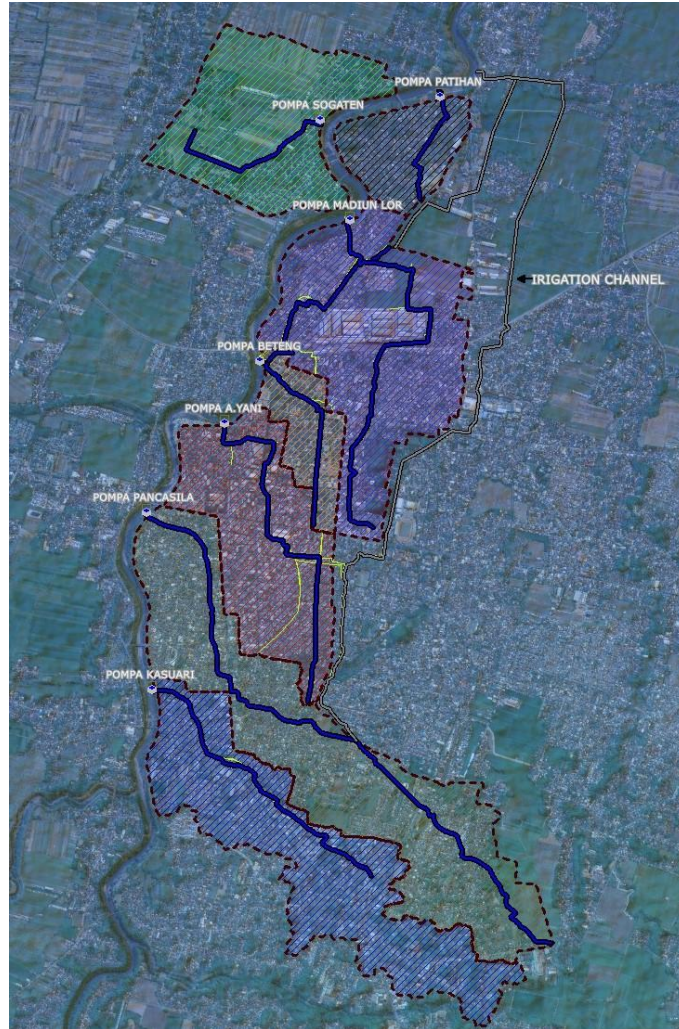 POMPA PATIHAN
POMPA SOGATEN
POMPA MADIUN LOR
IRIGATION CHANNEL
POMPA BETENG
POMPA A.YANI
POMPA PANCASILA
POMPA KASUARI